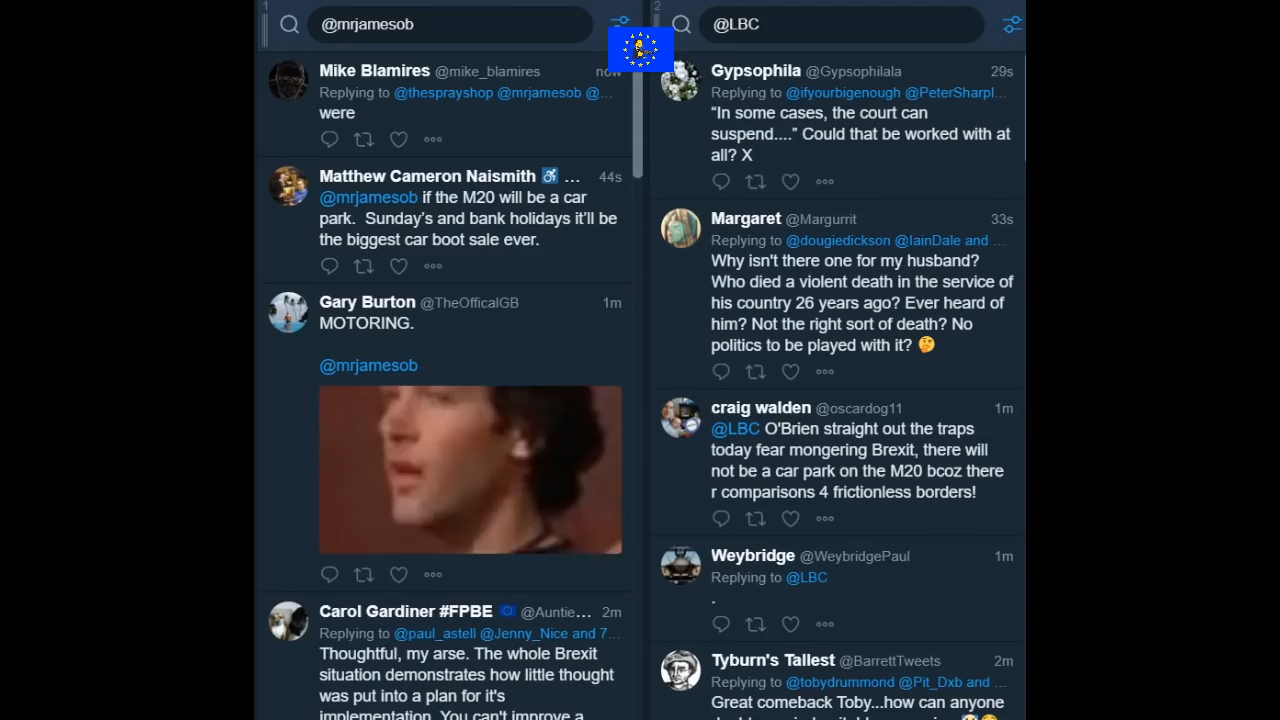 1
@mrjamesob
Mike Blamires @mike_blamires now
Replying to @thesprayshop @mrjamesob @...
were
Matthew Cameron Naismith ♿ ... 44s
@mrjamesob if the M20 will be a car
park. Sunday's and bank holidays it'll be
the biggest car boot sale ever.
Gary Burton @TheOfficalGB 1m
MOTORING.
@mrjamesob
Carol Gardiner #FPBE 🇪🇺 @Auntie... 2m
Replying to @paul_astell @Jenny_Nice and 7...
Thoughtful, my arse. The whole Brexit
situation demonstrates how little thought
was put into a plan for it's
implementation. You can't improve a
2
@LBC
Gypsophila @Gypsophilala 29s
Replying to @ifyourbigenough @PeterSharpl...
“In some cases, the court can
suspend....” Could that be worked with at
all? X
Margaret @Margurrit 33s
Replying to @dougiedickson @IainDale and ...
Why isn't there one for my husband?
Who died a violent death in the service of
his country 26 years ago? Ever heard of
him? Not the right sort of death? No
politics to be played with it? 🤔
craig walden @oscardog11 1m
@LBC O'Brien straight out the traps
today fear mongering Brexit, there will
not be a car park on the M20 bcoz there
r comparisons 4 frictionless borders!
Weybridge @WeybridgePaul 1m
Replying to @LBC
.
Tyburn's Tallest @BarrettTweets 2m
Replying to @tobydrummond @Pit_Dxb and ...
Great comeback Toby...how can anyone